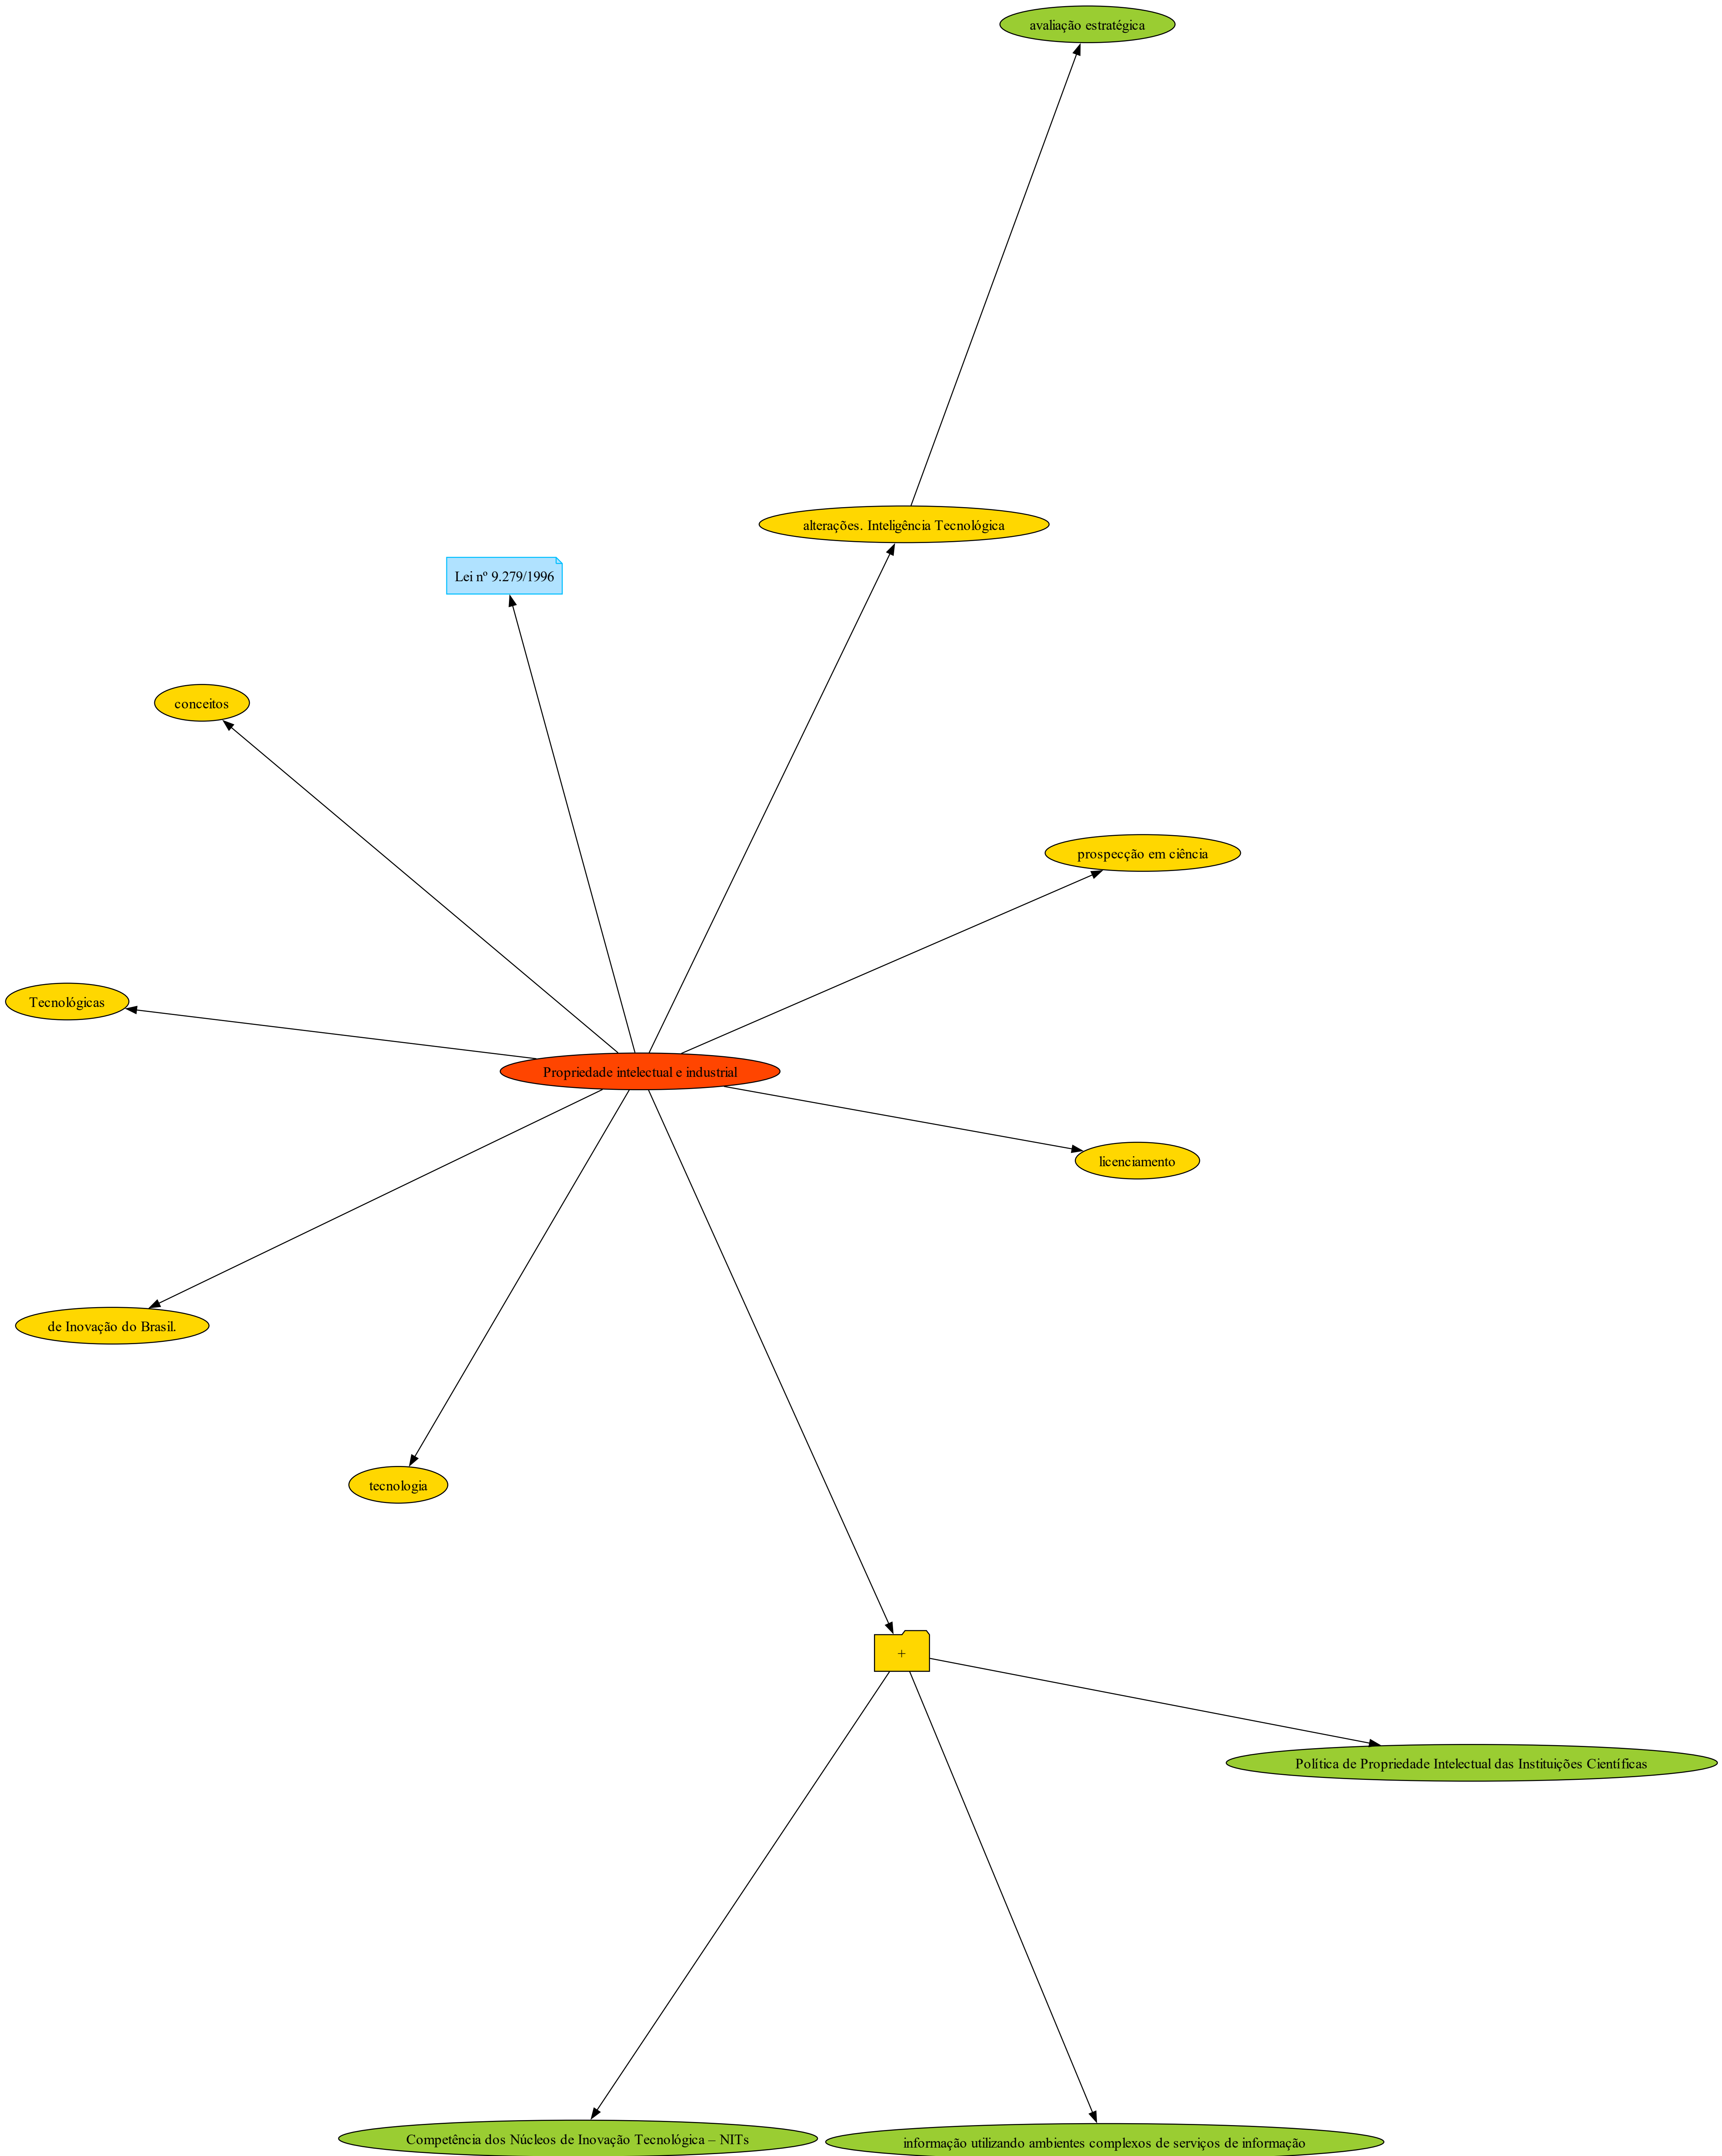 avaliação estratégica
alterações. Inteligência Tecnológica
Lei nº 9.279/1996
conceitos
prospecção em ciência
Tecnológicas
Propriedade intelectual e industrial
licenciamento
de Inovação do Brasil.
tecnologia
+
Política de Propriedade Intelectual das Instituições Científicas
Competência dos Núcleos de Inovação Tecnológica – NITs
informação utilizando ambientes complexos de serviços de informação